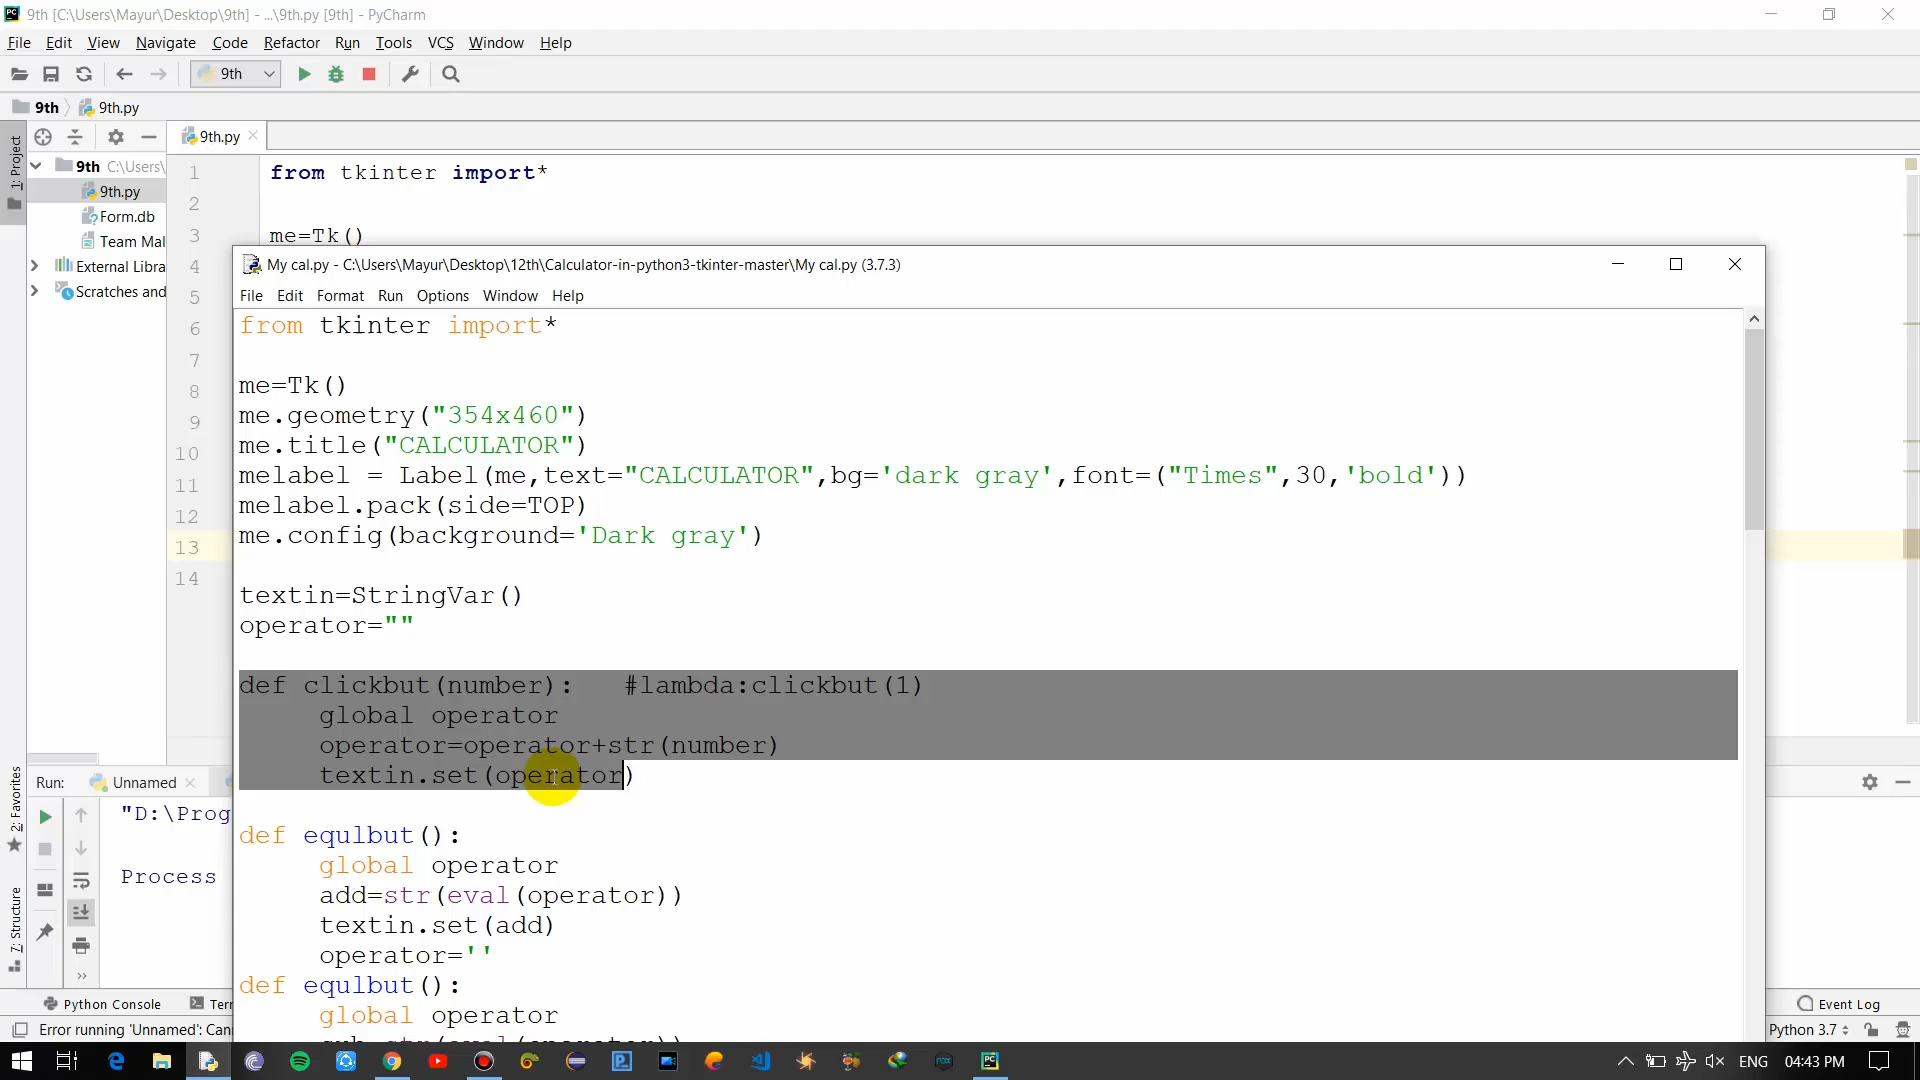 9th [C:\Users\Mayur\Desktop\9th] - ...\9th.py [9th] - PyCharm
File Edit View Navigate Code Refactor Run Tools VCS Window Help
9th
9th 9th.py
9th.py
1: Project
9th C:\Users\
9th.py
Form.db
Team Mal
External Libra
Scratches and
1 from tkinter import*
2
3 me=Tk()
4
5
6
7
8
9
10
11
12
13
14
My cal.py - C:\Users\Mayur\Desktop\12th\Calculator-in-python3-tkinter-master\My cal.py (3.7.3)
File Edit Format Run Options Window Help
from tkinter import*
me=Tk()
me.geometry("354x460")
me.title("CALCULATOR")
melabel = Label(me,text="CALCULATOR",bg='dark gray',font=("Times",30,'bold'))
melabel.pack(side=TOP)
me.config(background='Dark gray')
textin=StringVar()
operator=""
def clickbut(number): #lambda:clickbut(1)
global operator
operator=operator+str(number)
textin.set(operator)
def equlbut():
global operator
add=str(eval(operator))
textin.set(add)
operator=''
def equlbut():
global operator
2: Favorites
7: Structure
Run: Unnamed
"D:\Prog
Process
Python Console Ter
Event Log
Error running 'Unnamed': Can
Python 3.7
ENG 04:43 PM